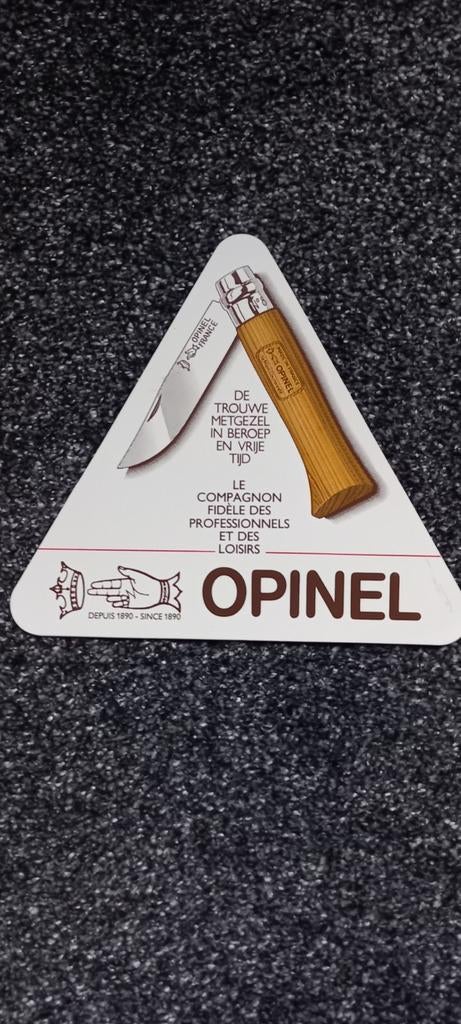 OPINEL
FRANCE
OPINEL
DE
TROUWE
METGEZEL
IN BEROEP
EN VRIJE
TIJD
LE
COMPAGNON
FIDÈLE DES
PROFESSIONNELS
ET DES
LOISIRS
DEPUIS 1890 - SINCE 1890
OPINEL